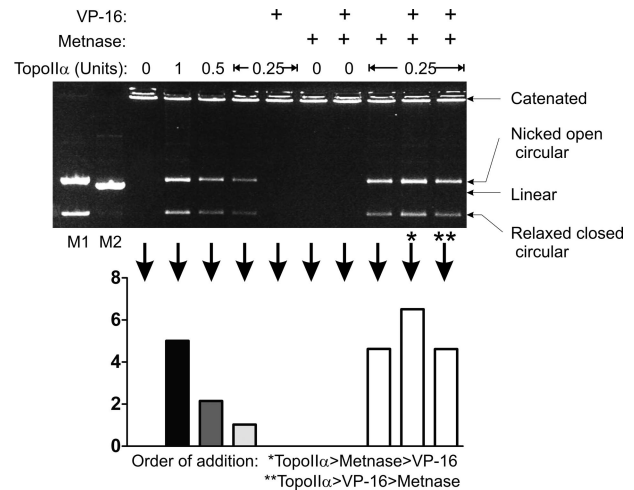 VP-16: + + + +
Metnase: + + + + +
TopoIIα (Units): 0 1 0.5 0.25 0 0 0.25
Catenated
Nicked open
circular
Linear
Relaxed closed
circular
M1 M2 * **
8
6
4
2
0
Order of addition: *TopoIIα>Metnase>VP-16
**TopoIIα>VP-16>Metnase